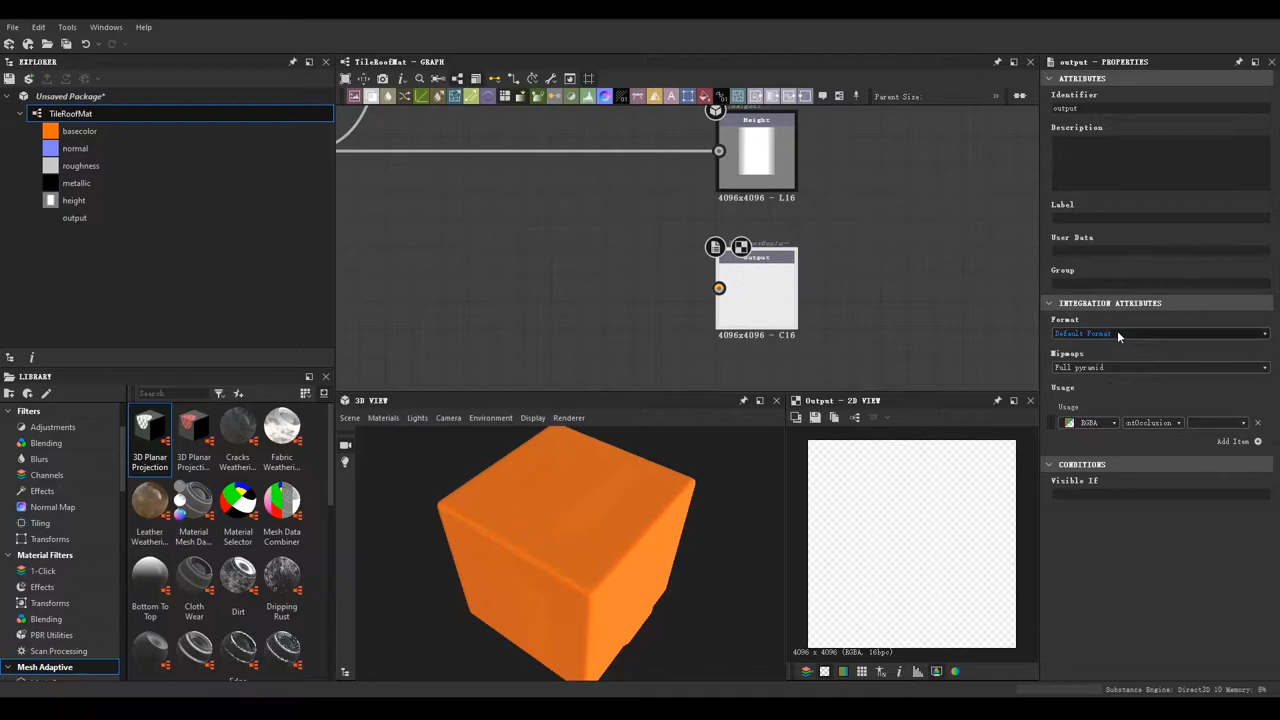 File Edit Tools Windows Help
EXPLORER
Unsaved Package*
TileRoofMat
basecolor
normal
roughness
metallic
height
output
LIBRARY
Search
Filters
Adjustments
Blending
Blurs
Channels
Effects
Normal Map
Tiling
Transforms
Material Filters
1-Click
Effects
Transforms
Blending
PBR Utilities
Scan Processing
Mesh Adaptive
3D Planar Projection
3D Planar Projecti...
Cracks Weatheri...
Fabric Weatheri...
Leather Weatheri...
Material Mesh Da...
Material Selector
Mesh Data Combiner
Bottom To Top
Cloth Wear
Dirt
Dripping Rust
TileRoofMat - GRAPH
Parent Size:
Height
4096x4096 - L16
output
4096x4096 - C16
3D VIEW
Scene Materials Lights Camera Environment Display Renderer
Output - 2D VIEW
4096 x 4096 (RGBA, 16bpc)
output - PROPERTIES
ATTRIBUTES
Identifier
output
Description
Label
User Data
Group
INTEGRATION ATTRIBUTES
Format
Default Format
Mipmaps
Full pyramid
Usage
Usage
RGBA ntOcclusion
Add Item
CONDITIONS
Visible If
Substance Engine: Direct3D 10 Memory: 8%